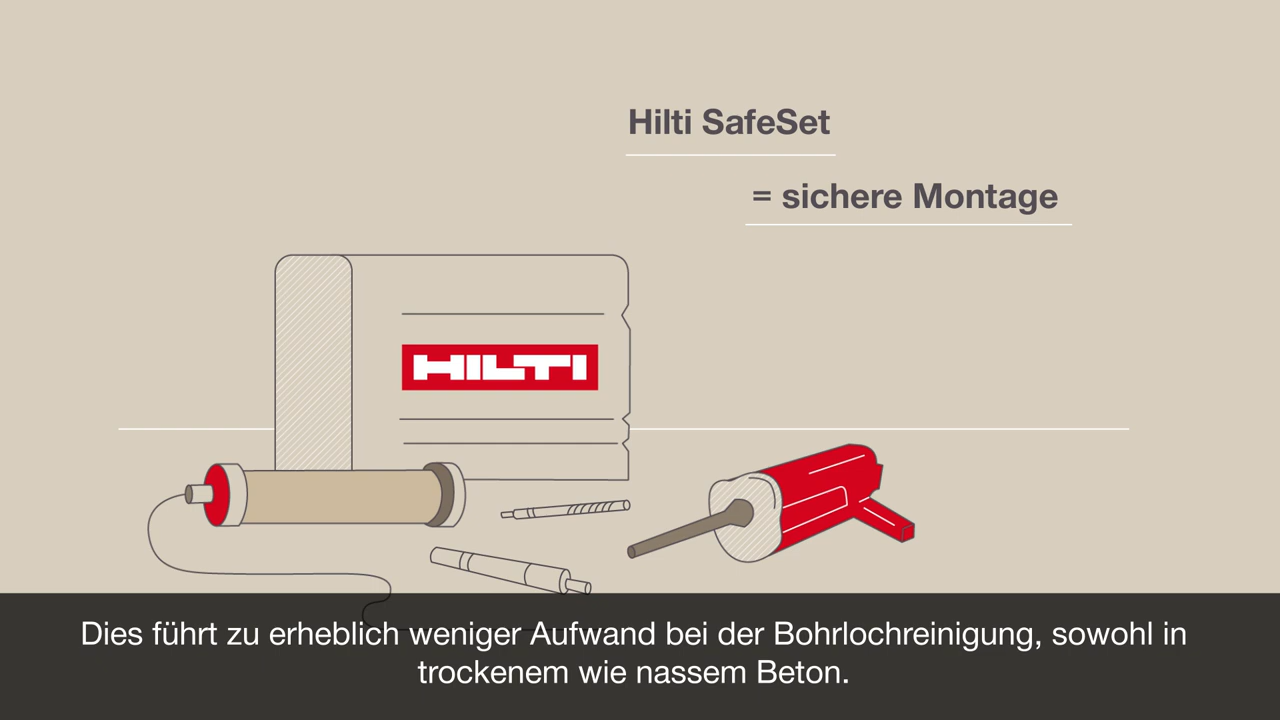 Hilti SafeSet
= sichere Montage
HILTI
Dies führt zu erheblich weniger Aufwand bei der Bohrlochreinigung, sowohl in
trockenem wie nassem Beton.